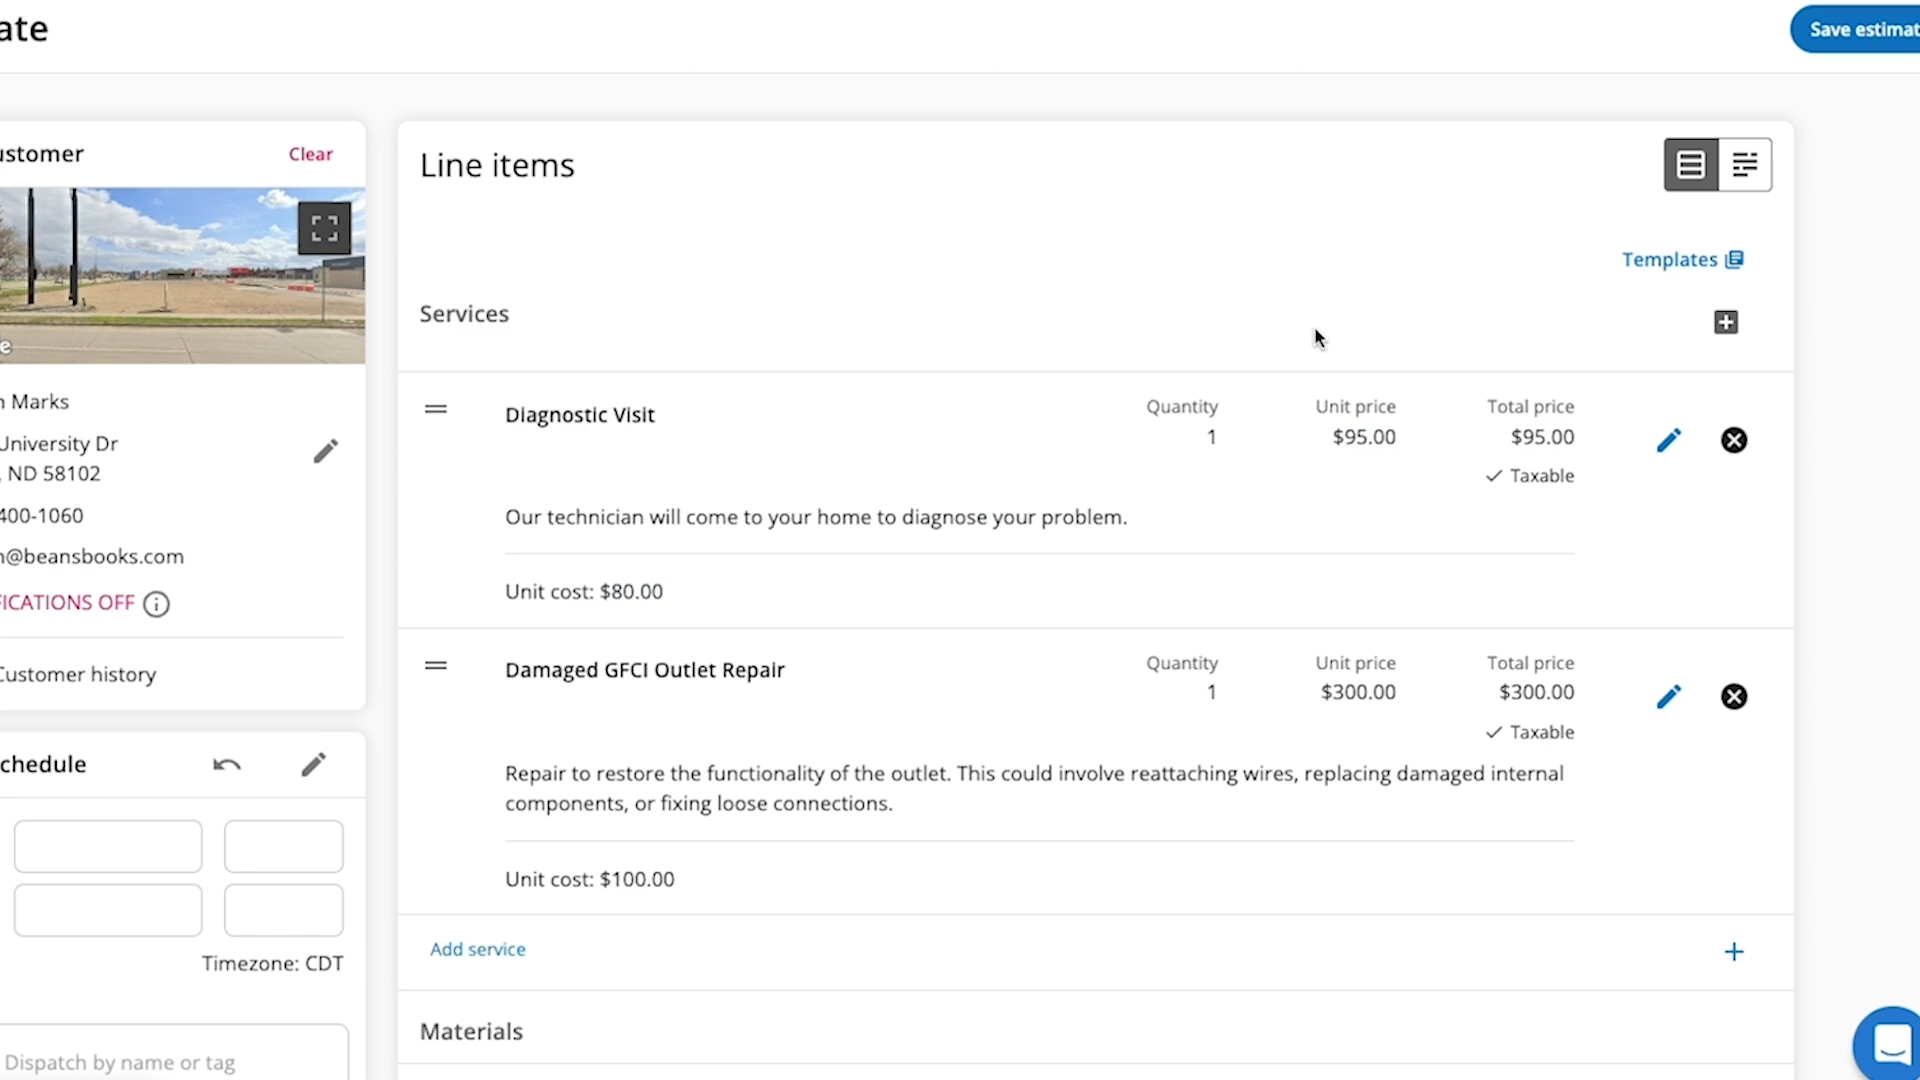 ate
Save estimat
ustomer
Clear
e
n Marks
University Dr
, ND 58102
400-1060
n@beansbooks.com
FICATIONS OFF
Customer history
chedule
Timezone: CDT
Dispatch by name or tag
Line items
Templates
Services
Diagnostic Visit
Quantity
1
Unit price
$95.00
Total price
$95.00
Taxable
Our technician will come to your home to diagnose your problem.
Unit cost: $80.00
Damaged GFCI Outlet Repair
Quantity
1
Unit price
$300.00
Total price
$300.00
Taxable
Repair to restore the functionality of the outlet. This could involve reattaching wires, replacing damaged internal
components, or fixing loose connections.
Unit cost: $100.00
Add service
Materials